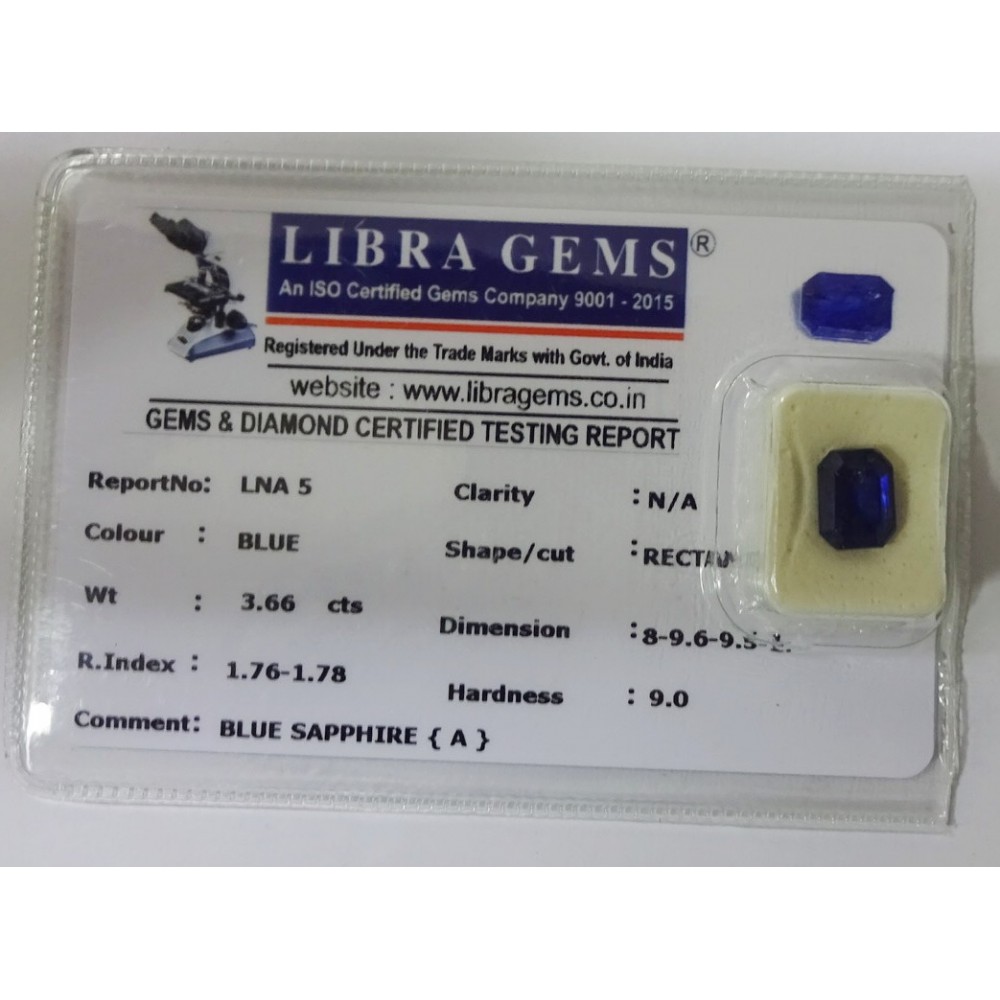 LIBRA GEMS®
An ISO Certified Gems Company 9001 - 2015
Registered Under the Trade Marks with Govt. of India
website : www.libragems.co.in
GEMS & DIAMOND CERTIFIED TESTING REPORT
ReportNo: LNA 5
Clarity : N/A
Colour : BLUE
Shape/cut :
Wt : 3.66 cts
Dimension :
R.Index : 1.76-1.78
Hardness : 9.0
Comment: BLUE SAPPHIRE { A }